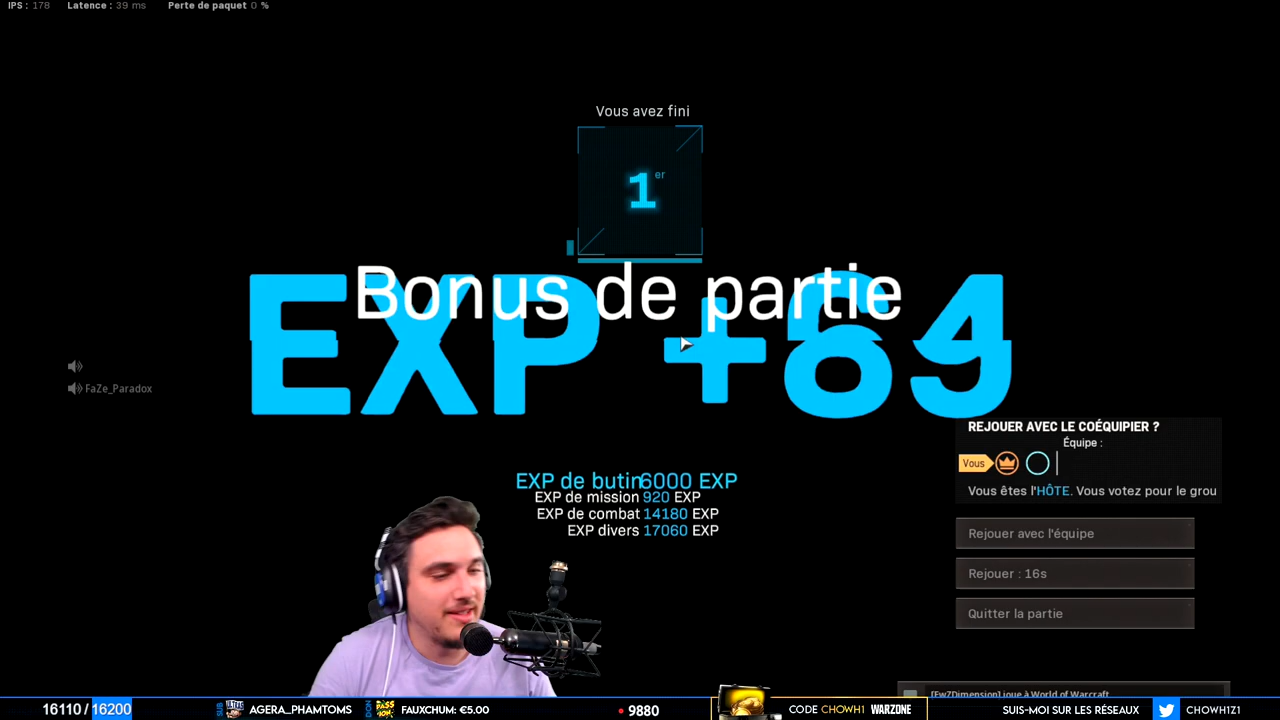 IPS : 178 Latence : 39 ms Perte de paquet 0 %
Vous avez fini
1er
Bonus de partie
EXP +
FaZe_Paradox
REJOUER AVEC LE COÉQUIPIER ?
Équipe :
Vous
Vous êtes l'HÔTE. Vous votez pour le grou
EXP de butin 6000 EXP
EXP de mission 920 EXP
EXP de combat 14180 EXP
EXP divers 17060 EXP
Rejouer avec l'équipe
Rejouer : 16s
Quitter la partie
[FwZDimension] joue à World of Warcraft
16110 / 16200 SUB AGERA_PHAMTOMS DON FAUXCHUM: €5.00 9880 CODE CHOWH1 WARZONE SUIS-MOI SUR LES RÉSEAUX CHOWH1Z1